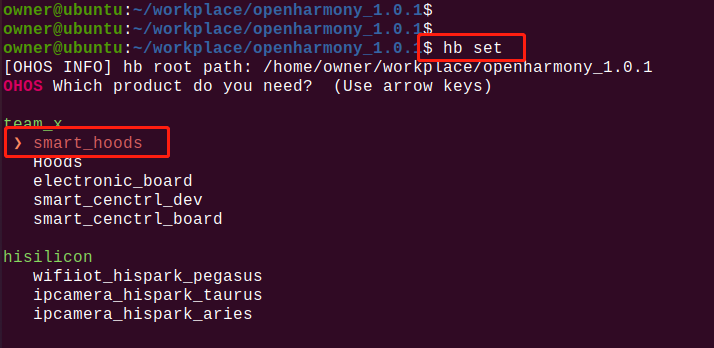 owner@ubuntu:~/workplace/openharmony_1.0.1$
owner@ubuntu:~/workplace/openharmony_1.0.1$
owner@ubuntu:~/workplace/openharmony_1.0.1$ hb set
[OHOS INFO] hb root path: /home/owner/workplace/openharmony_1.0.1
OHOS Which product do you need?  (Use arrow keys)
team_x
❯ smart_hoods
Hoods
electronic_board
smart_cenctrl_dev
smart_cenctrl_board
hisilicon
wifiiot_hispark_pegasus
ipcamera_hispark_taurus
ipcamera_hispark_aries